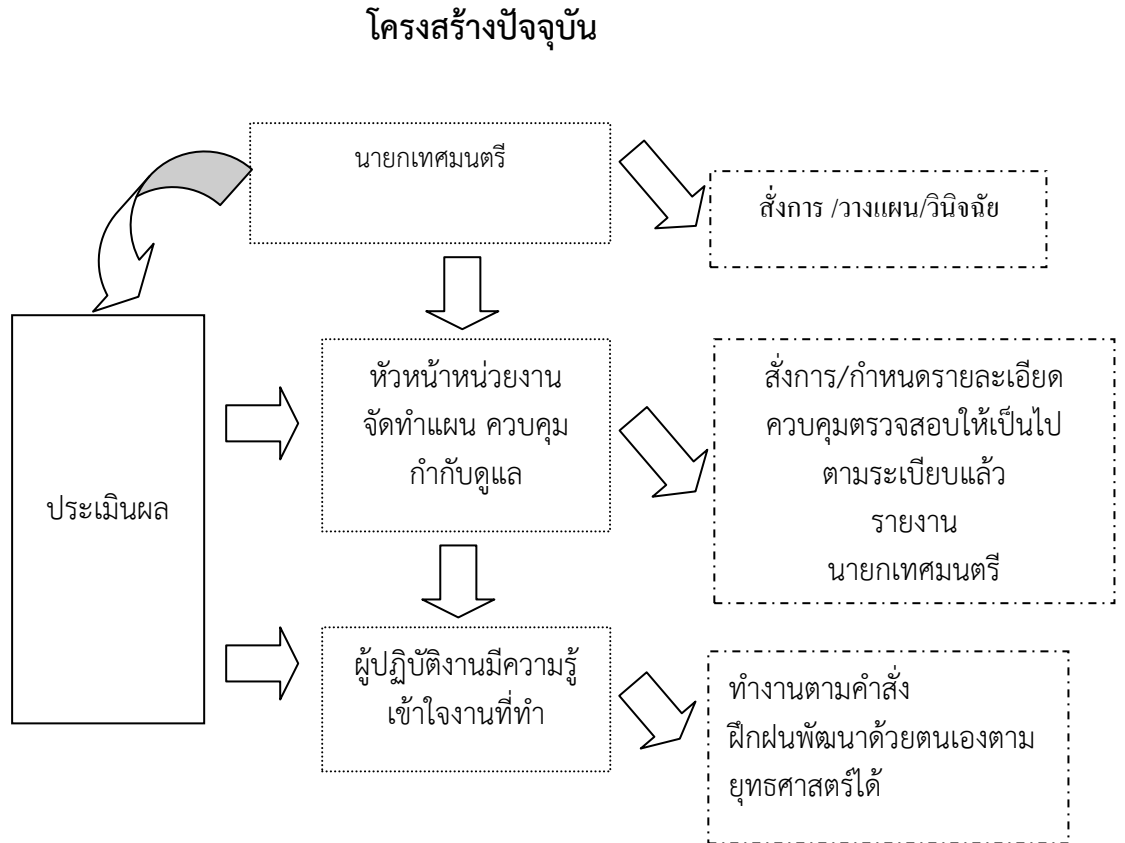 โครงสร้างปัจจุบัน
นายกเทศมนตรี
สั่งการ /วางแผน/วินิจฉัย
หัวหน้าหน่วยงาน
จัดทำแผน ควบคุม
กำกับดูแล
สั่งการ/กำหนดรายละเอียด
ควบคุมตรวจสอบให้เป็นไป
ตามระเบียบแล้ว
รายงาน
นายกเทศมนตรี
ประเมินผล
ผู้ปฏิบัติงานมีความรู้
เข้าใจงานที่ทำ
ทำงานตามคำสั่ง
ฝึกฝนพัฒนาด้วยตนเองตาม
ยุทธศาสตร์ได้